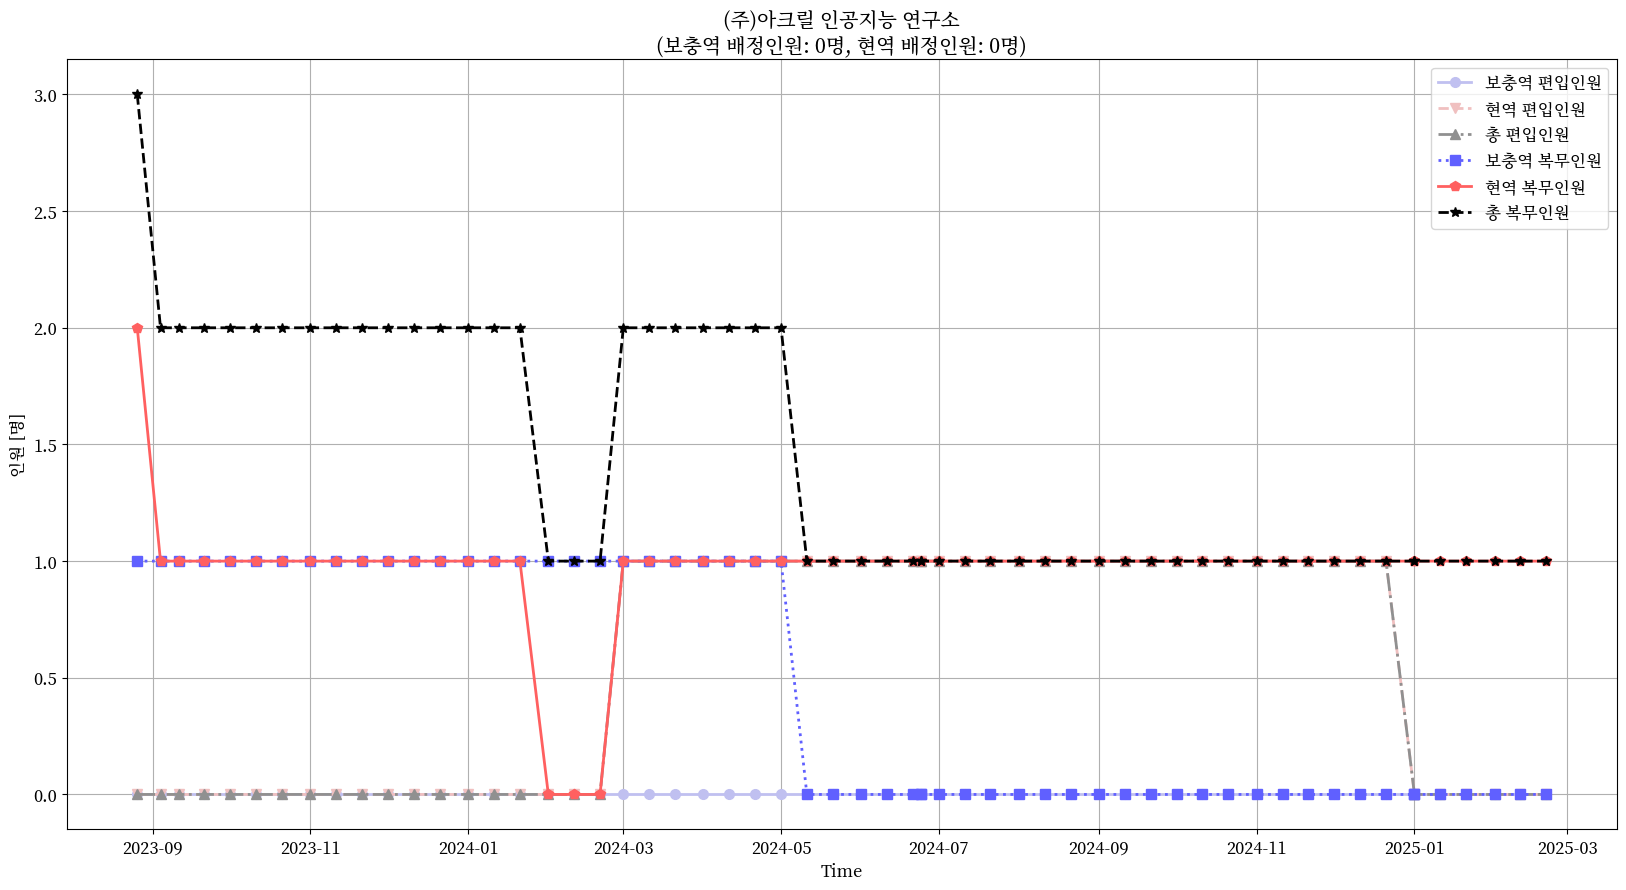 (주)아크릴 인공지능 연구소
(보충역 배정인원: 0명, 현역 배정인원: 0명)
보충역 편입인원
현역 편입인원
총 편입인원
보충역 복무인원
현역 복무인원
총 복무인원
3.0
2.5
2.0
1.5
1.0
0.5
0.0
인원 [명]
2023-09 2023-11 2024-01 2024-03 2024-05 2024-07 2024-09 2024-11 2025-01 2025-03
Time